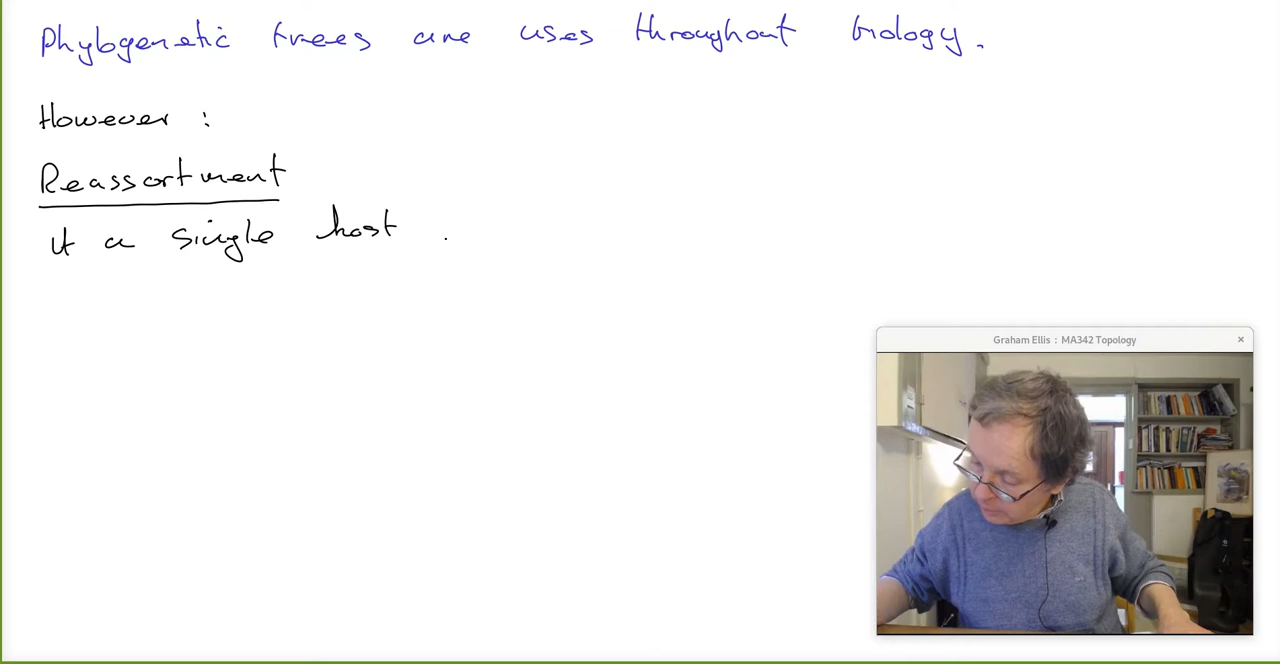 Phylogenetic trees are uses throughout biology.
However :
Reassortment
If a single host
Graham Ellis : MA342 Topology